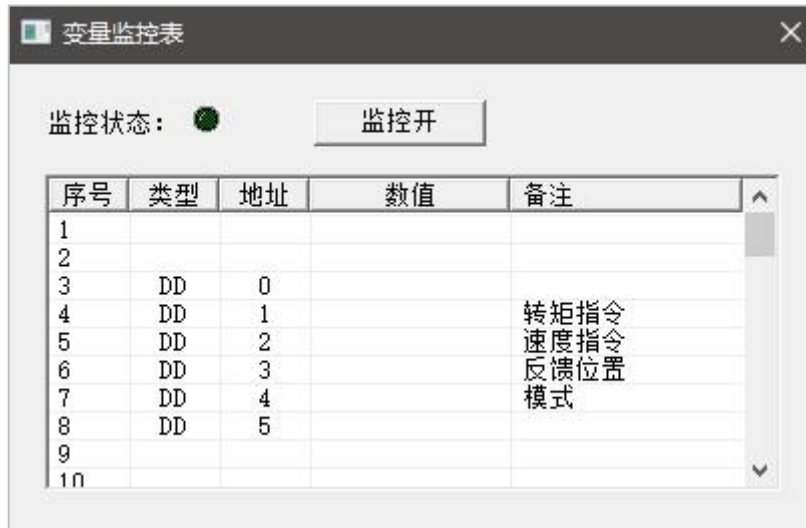 变量监控表
监控状态： 监控开
序号 类型 地址 数值 备注
1
2
3 DD 0
4 DD 1 转矩指令
5 DD 2 速度指令
6 DD 3 反馈位置
7 DD 4 模式
8 DD 5
9
10